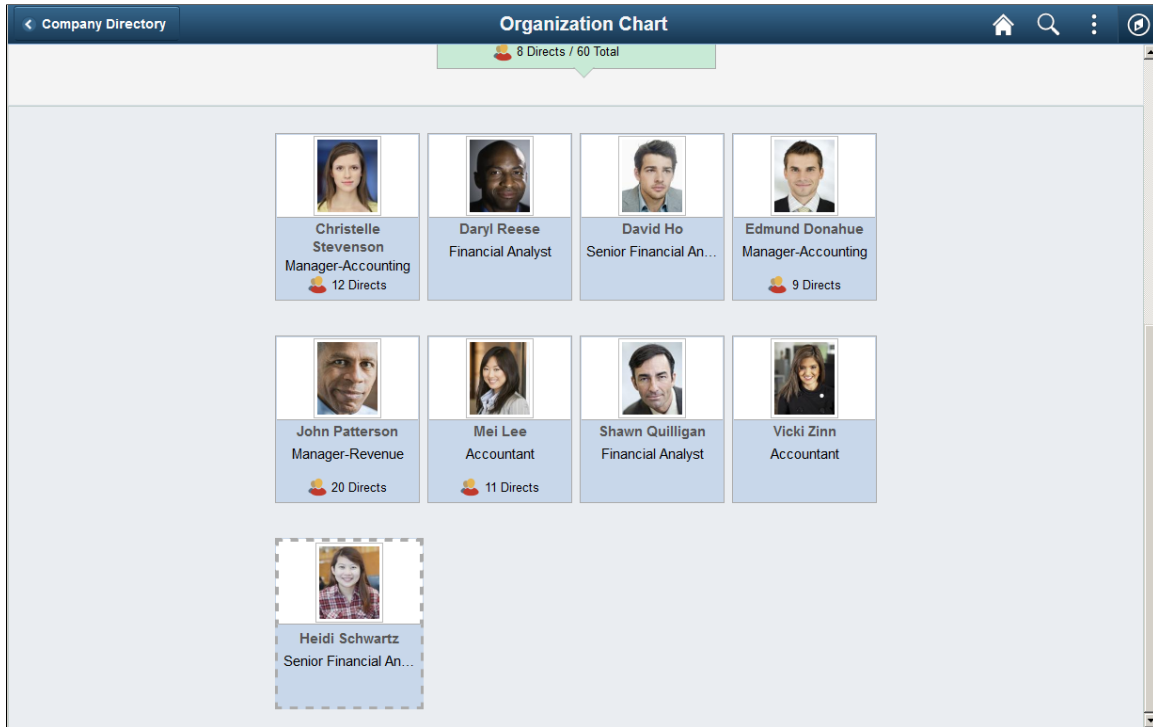 Company Directory
Organization Chart
8 Directs / 60 Total
Christelle
Stevenson
Manager-Accounting
12 Directs
Daryl Reese
Financial Analyst
David Ho
Senior Financial An...
Edmund Donahue
Manager-Accounting
9 Directs
John Patterson
Manager-Revenue
20 Directs
Mei Lee
Accountant
11 Directs
Shawn Quilligan
Financial Analyst
Vicki Zinn
Accountant
Heidi Schwartz
Senior Financial An...